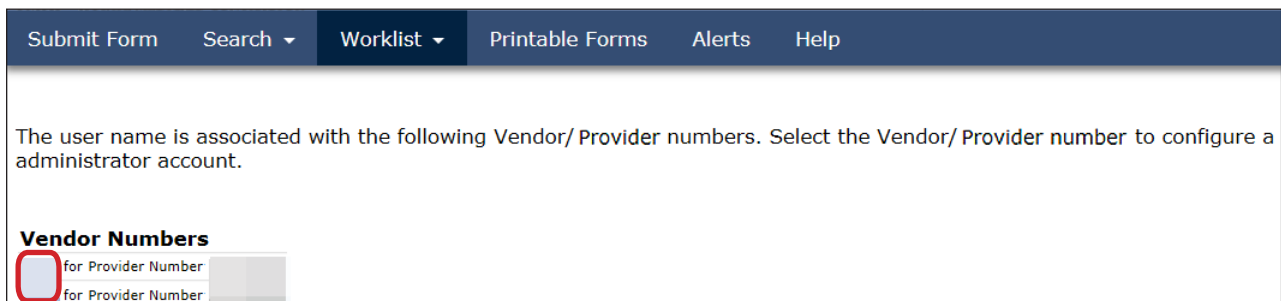 Submit Form Search Worklist Printable Forms Alerts Help
The user name is associated with the following Vendor/ Provider numbers. Select the Vendor/ Provider number to configure a
administrator account.
Vendor Numbers
for Provider Number
for Provider Number